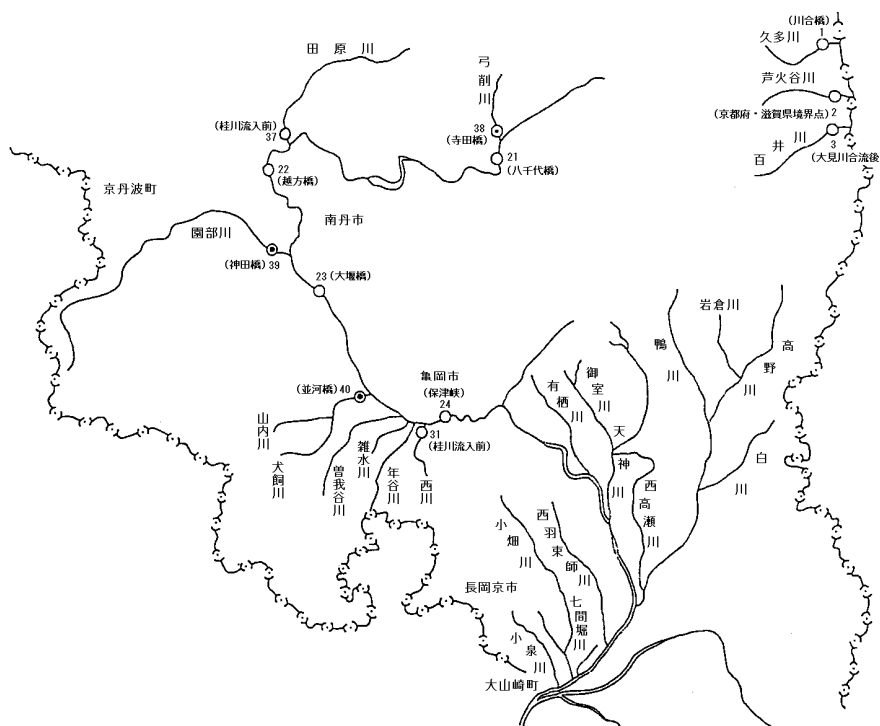 (川合橋)
久多川
1
芦火谷川
(京都府・滋賀県境界点)
2
百井川
3
(大見川合流後
田原川
弓削川
(桂川流入前)
37
38
(寺田橋)
22
(越方橋)
21
(八千代橋)
京丹波町
南丹市
園部川
(神田橋) 39
23 (大堰橋)
(並河橋) 40
亀岡市
(保津峡)
24
31
(桂川流入前)
山内川
犬飼川
曽我谷川
雑水川
年谷川
西川
有栖川
御室川
天神川
西高瀬川
鴨川
岩倉川
高野川
白川
小畑川
西羽束師川
七間堀川
長岡京市
小泉川
大山崎町